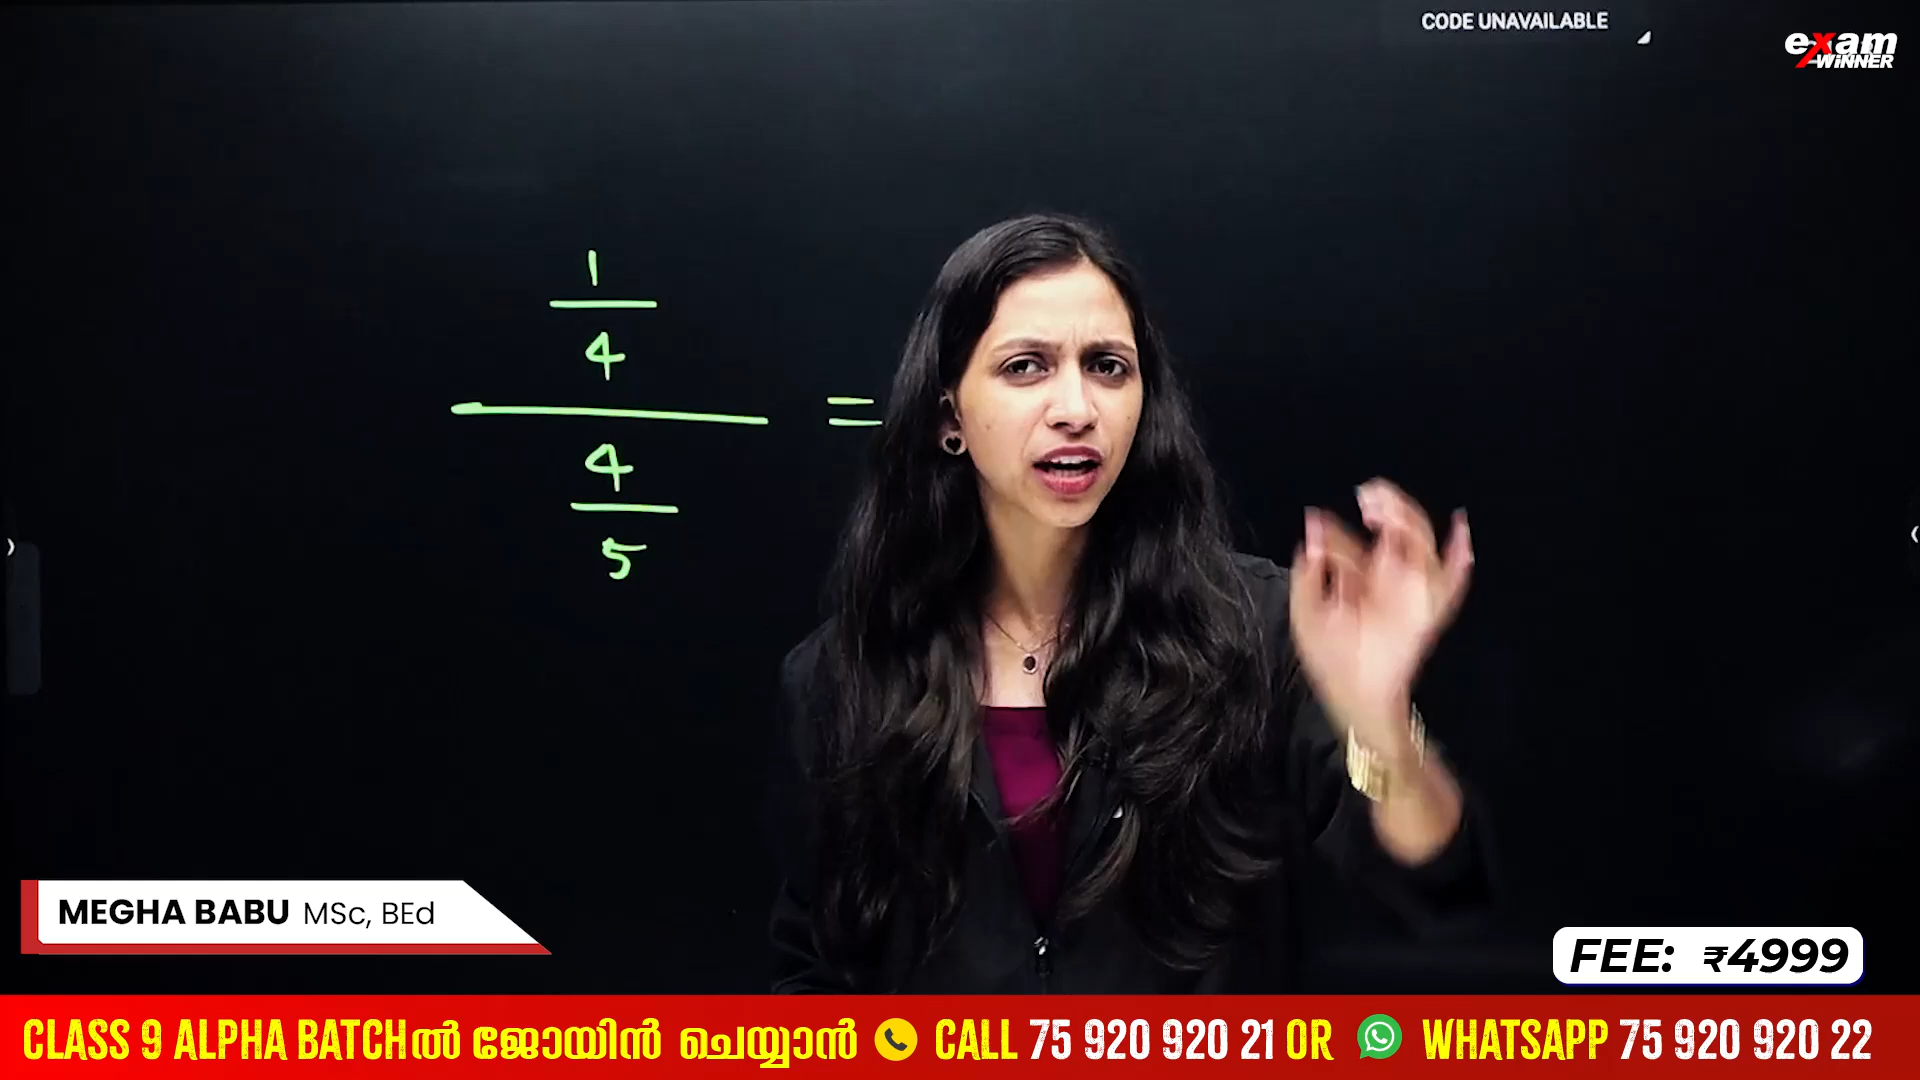 CODE UNAVAILABLE
exam
WINNER
1
4
=
4
5
MEGHA BABU MSc, BEd
FEE: ₹4999
CLASS 9 ALPHA BATCHൽ ജോയിൻ ചെയ്യാൻ CALL 75 920 920 21 OR WHATSAPP 75 920 920 22